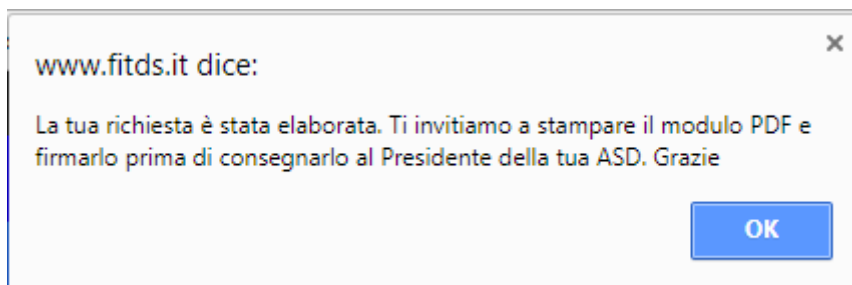 www.fitds.it dice:
La tua richiesta è stata elaborata. Ti invitiamo a stampare il modulo PDF e
firmarlo prima di consegnarlo al Presidente della tua ASD. Grazie
OK